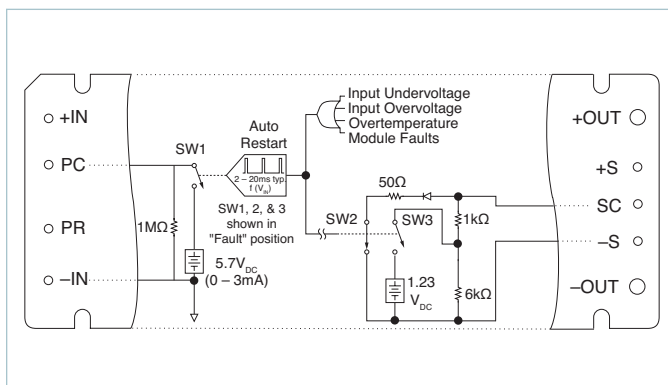 +IN
PC
PR
–IN
SW1
1MΩ
5.7V_DC
(0 – 3mA)
Auto
Restart
2 – 20ms typ.
f (V_IN)
SW1, 2, & 3
shown in
"Fault" position
Input Undervoltage
Input Overvoltage
Overtemperature
Module Faults
50Ω
SW2
SW3
1kΩ
1.23
V_DC
6kΩ
+OUT
+S
SC
–S
–OUT